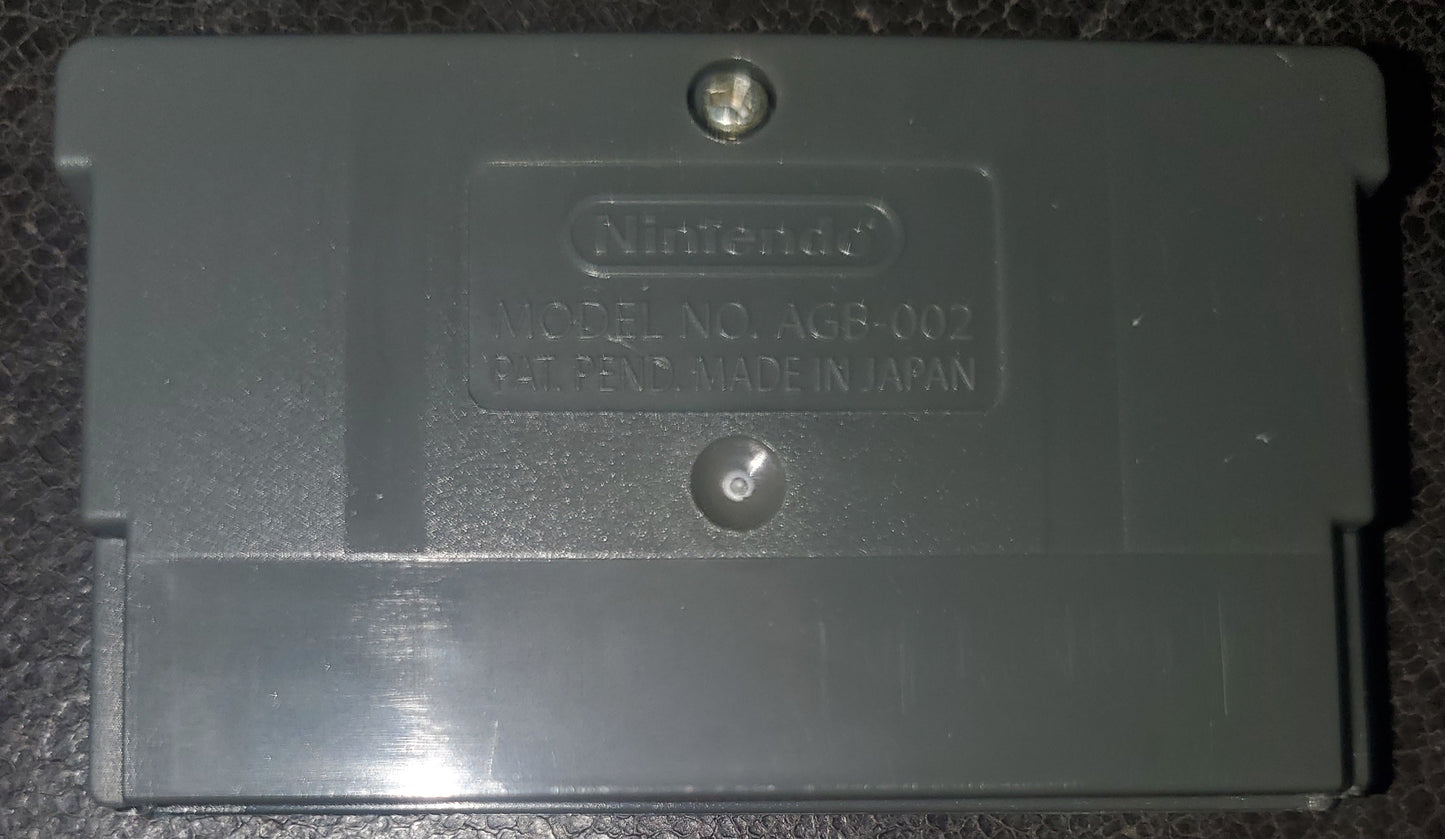 Nintendo
MODEL NO. AGB-002
PAT. PEND. MADE IN JAPAN